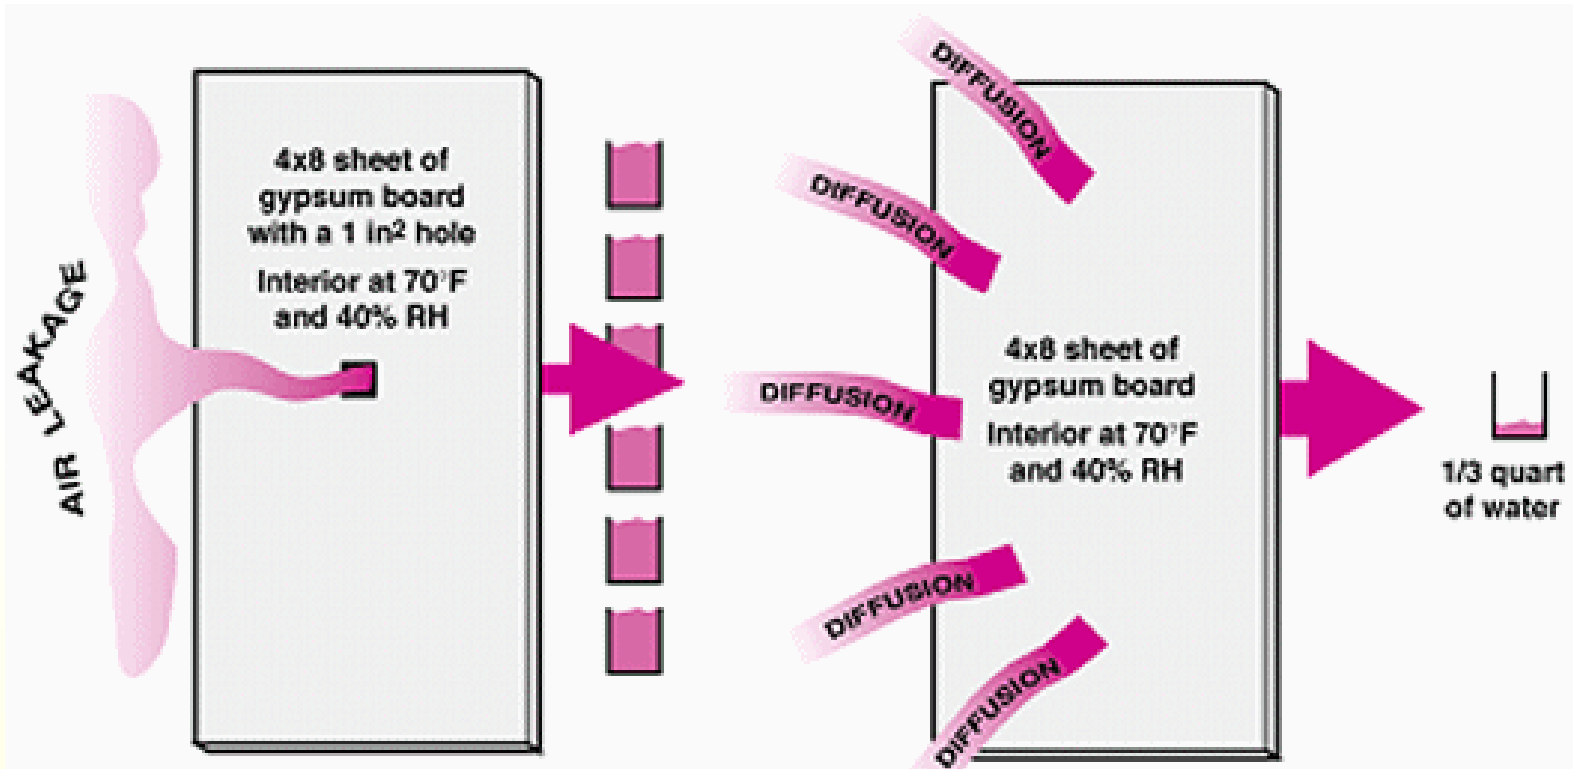 AIR LEAKAGE
4x8 sheet of
gypsum board
with a 1 in² hole
Interior at 70°F
and 40% RH
DIFFUSION
DIFFUSION
DIFFUSION
DIFFUSION
DIFFUSION
4x8 sheet of
gypsum board
Interior at 70°F
and 40% RH
1/3 quart
of water